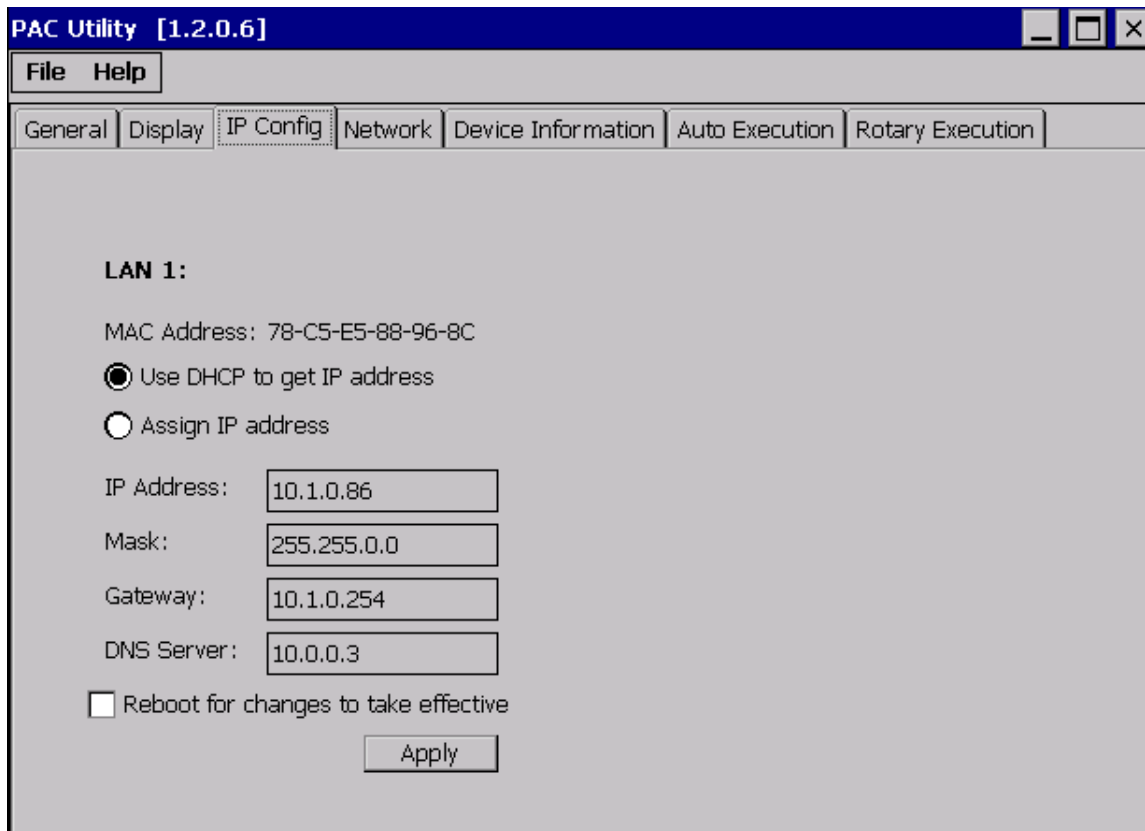 PAC Utility [1.2.0.6]
File Help
General Display IP Config Network Device Information Auto Execution Rotary Execution
LAN 1:
MAC Address: 78-C5-E5-88-96-8C
Use DHCP to get IP address
Assign IP address
IP Address: 10.1.0.86
Mask: 255.255.0.0
Gateway: 10.1.0.254
DNS Server: 10.0.0.3
Reboot for changes to take effective
Apply